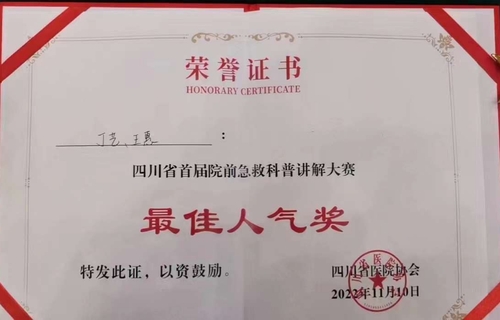 荣誉证书
HONORARY CERTIFICATE
丁艺、王惠：
四川省首届院前急救科普讲解大赛
最佳人气奖
特发此证，以资鼓励。
四川省医院协会
2022年11月10日